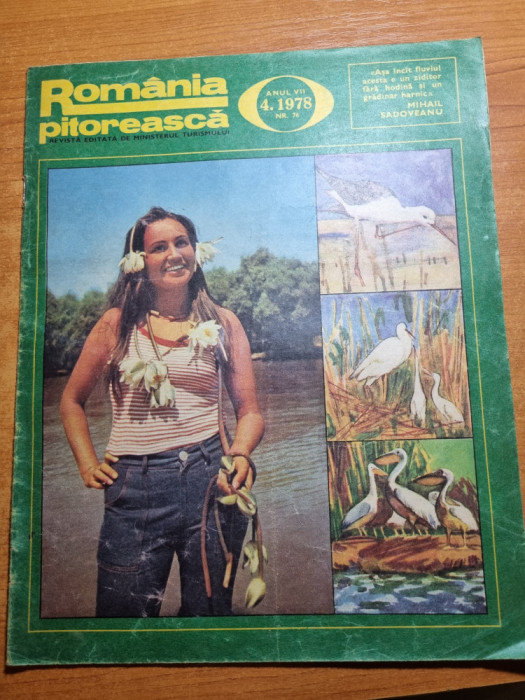 România
pitorească
REVISTĂ EDITATĂ DE MINISTERUL TURISMULUI
ANUL VII
4.1978
NR. 76
«Așa încît fluviul
acesta e un ziditor
fără hodină și un
grădinar harnic»
MIHAIL
SADOVEANU